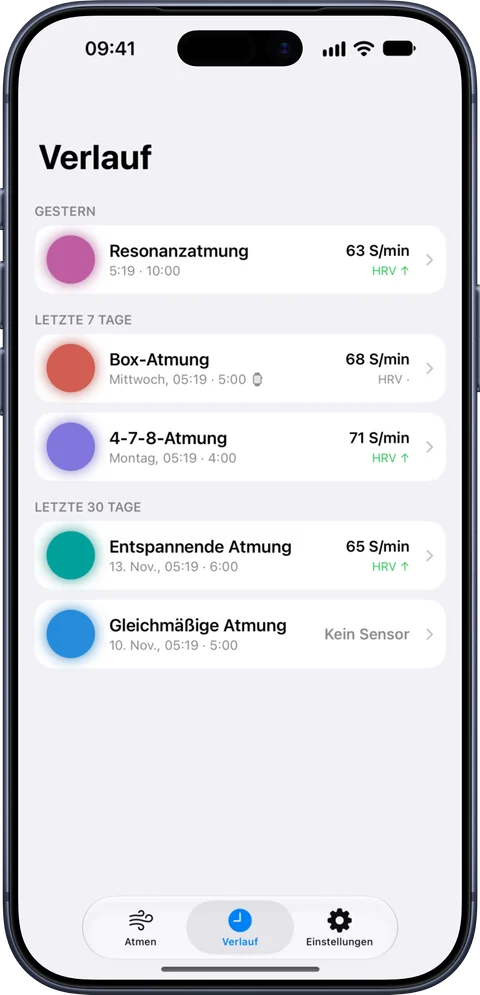 09:41
Verlauf
GESTERN
Resonanzatmung
63 S/min
5:19 · 10:00
HRV ↑
LETZTE 7 TAGE
Box-Atmung
68 S/min
Mittwoch, 05:19 · 5:00
HRV ·
4-7-8-Atmung
71 S/min
Montag, 05:19 · 4:00
HRV ↑
LETZTE 30 TAGE
Entspannende Atmung
65 S/min
13. Nov., 05:19 · 6:00
HRV ↑
Gleichmäßige Atmung
Kein Sensor
10. Nov., 05:19 · 5:00
Atmen
Verlauf
Einstellungen